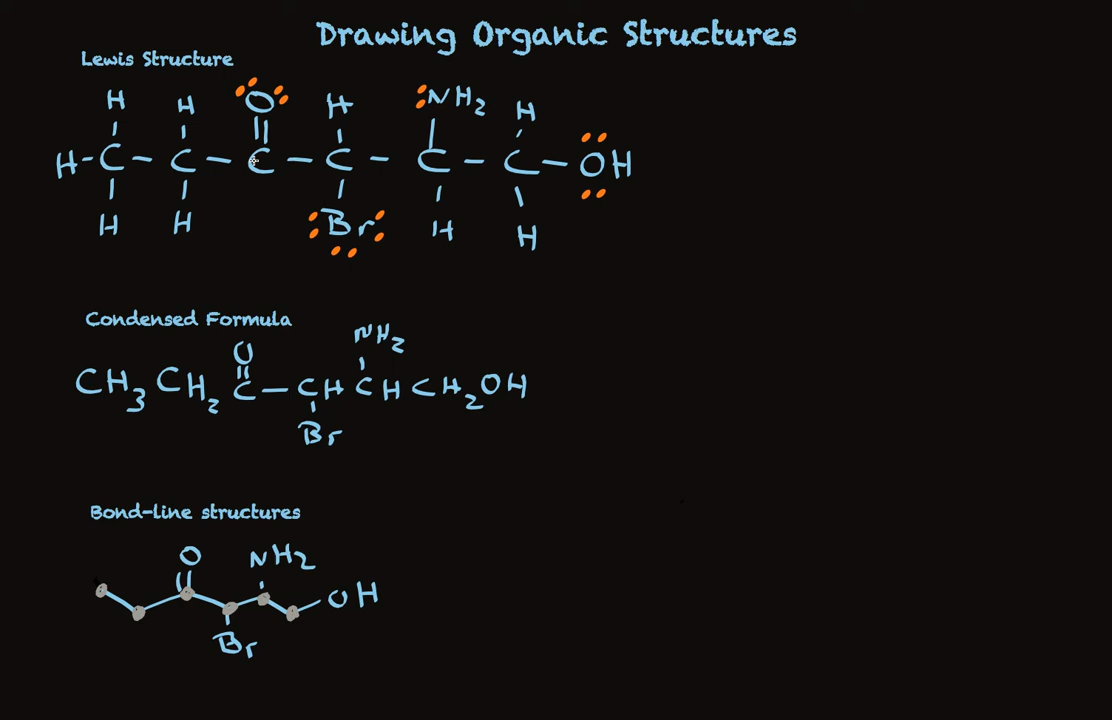 Drawing Organic Structures
Lewis Structure
H H O H NH2 H
H-C-C-C-C-C-C-OH
H H Br H H
Condensed Formula
O NH2
CH3CH2C-CHCHCH2OH
Br
Bond-line structures
O NH2
OH
Br